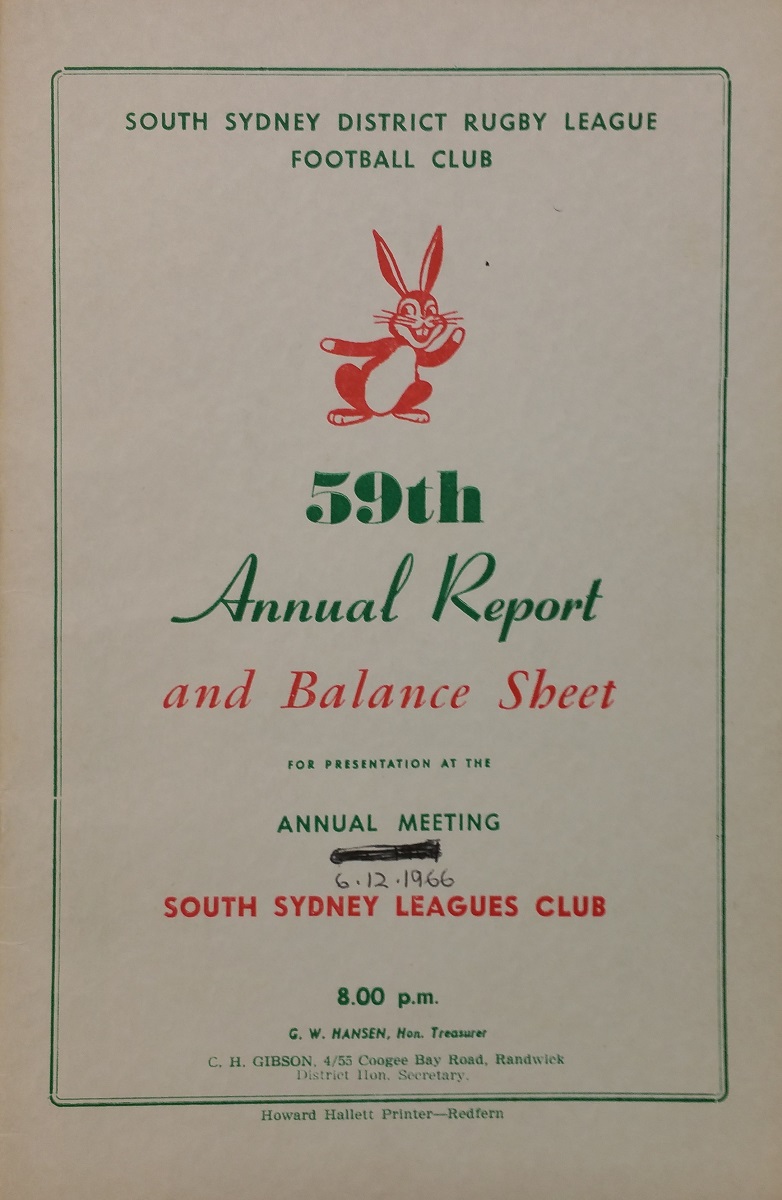 SOUTH SYDNEY DISTRICT RUGBY LEAGUE
FOOTBALL CLUB
59th
Annual Report
and Balance Sheet
FOR PRESENTATION AT THE
ANNUAL MEETING
6.12.1966
SOUTH SYDNEY LEAGUES CLUB
8.00 p.m.
G. W. HANSEN, Hon. Treasurer
C. H. GIBSON, 4/55 Coogee Bay Road, Randwick
District Hon. Secretary.
Howard Hallett Printer—Redfern